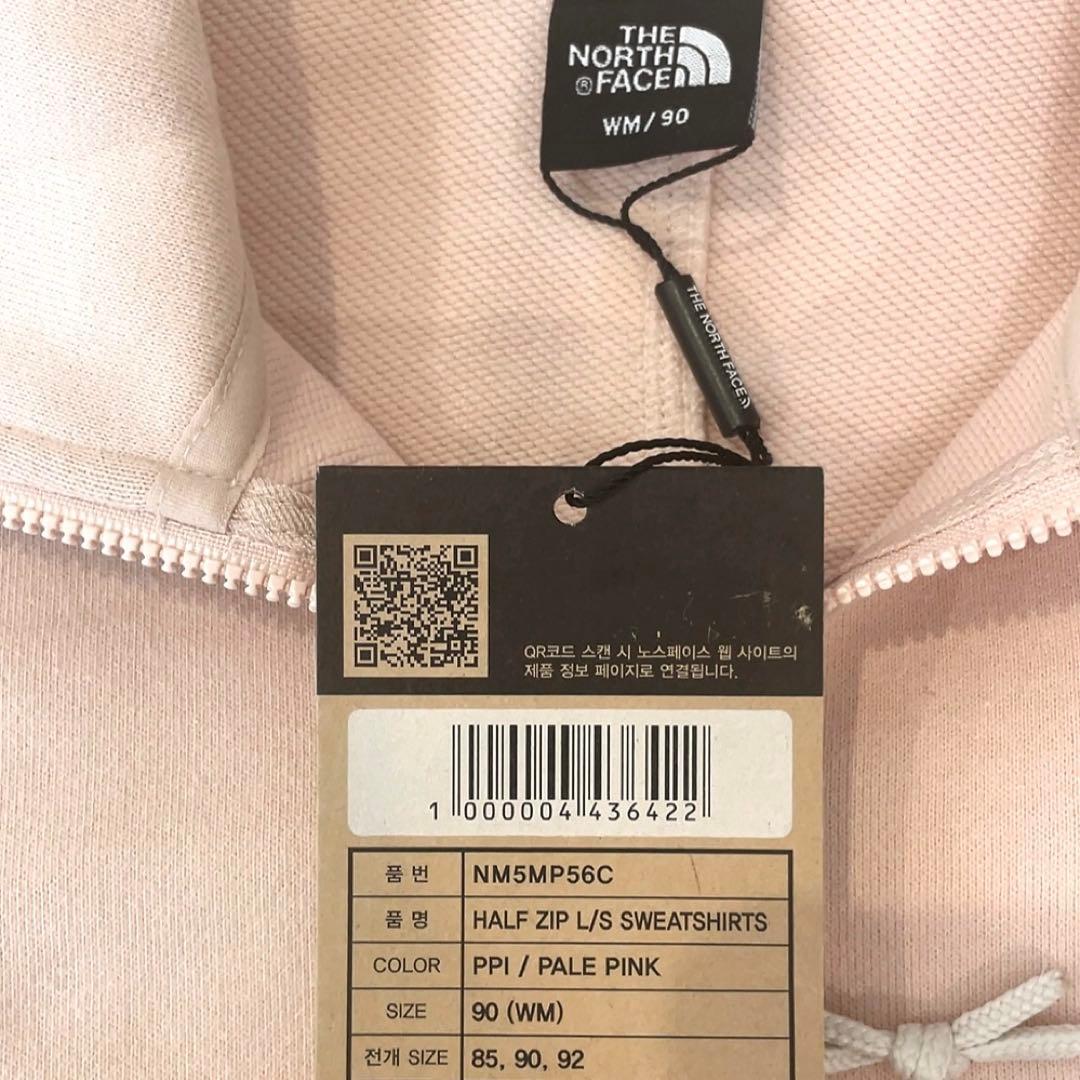 THE
NORTH
® FACE
WM / 90
THE NORTH FACE
QR코드 스캔 시 노스페이스 웹 사이트의
제품 정보 페이지로 연결됩니다.
1 000004 436422
품 번 NM5MP56C
품 명 HALF ZIP L/S SWEATSHIRTS
COLOR PPI / PALE PINK
SIZE 90 (WM)
전개 SIZE 85, 90, 92